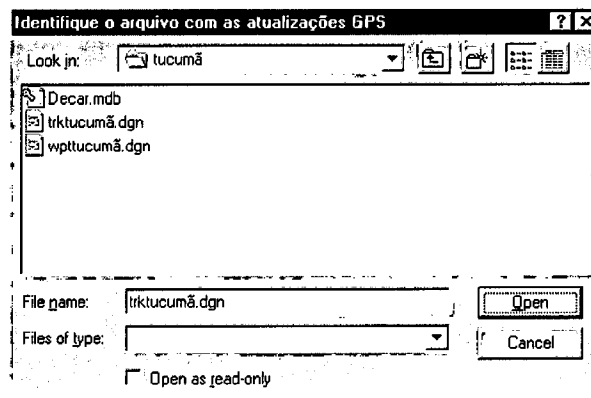 Identifique o arquivo com as atualizações GPS
Look in: tucumã
Decar.mdb
trktucumã.dgn
wpttucumã.dgn
File name: trktucumã.dgn Open
Files of type: Cancel
Open as read-only